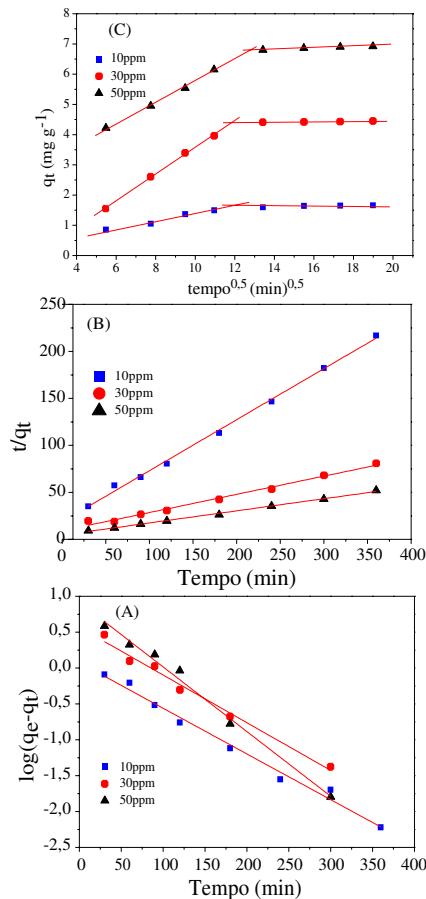 (C)
10ppm
30ppm
50ppm
qt (mg g-1)
8
7
6
5
4
3
2
1
0
4 6 8 10 12 14 16 18 20
tempo0,5 (min)0,5
(B)
10ppm
30ppm
50ppm
t/qt
250
200
150
100
50
0
0 50 100 150 200 250 300 350 400
Tempo (min)
(A)
10ppm
30ppm
50ppm
log(qe-qt)
1,0
0,5
0,0
-0,5
-1,0
-1,5
-2,0
-2,5
0 50 100 150 200 250 300 350 400
Tempo (min)